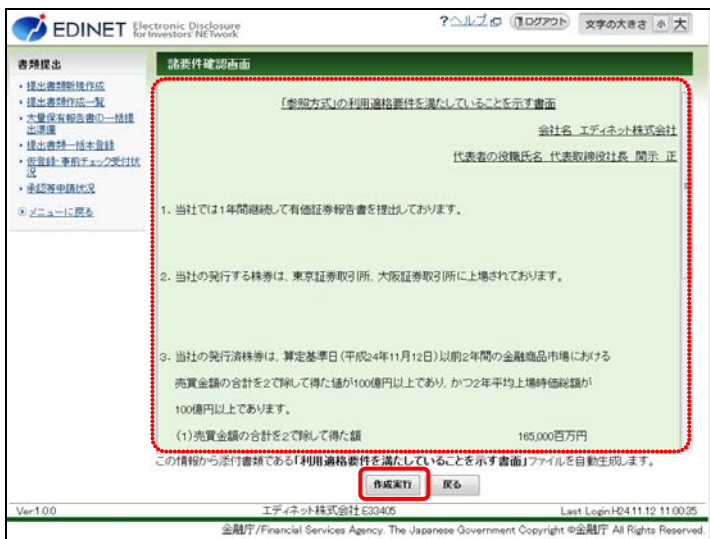 EDINET Electronic Disclosure for Investors' NETwork
?ヘルプ ログアウト 文字の大きさ 小 大
書類提出
・提出書類新規作成
・提出書類作成一覧
・大量保有報告書の一括提
出準備
・提出書類一括本登録
・仮登録・事前チェック受付状
況
・承認等申請状況
メニューに戻る
諸要件確認画面
「参照方式」の利用適格要件を満たしていることを示す書面
会社名 エディネット株式会社
代表者の役職氏名 代表取締役社長 開示 正
1. 当社では1年間継続して有価証券報告書を提出しております。
2. 当社の発行する株券は、東京証券取引所、大阪証券取引所に上場されております。
3. 当社の発行済株券は、算定基準日(平成24年11月12日)以前2年間の金融商品市場における
売買金額の合計を2で除して得た値が100億円以上であり、かつ2年平均上場時価総額が
100億円以上であります。
(1)売買金額の合計を2で除して得た額 165,000百万円
この情報から添付書類である「利用適格要件を満たしていることを示す書面」ファイルを自動生成します。
作成実行 戻る
Ver.1.0.0 エディネット株式会社 E33405 Last Login:H24.11.12 11:00:35
金融庁/Financial Services Agency. The Japanese Government Copyright ©金融庁 All Rights Reserved.